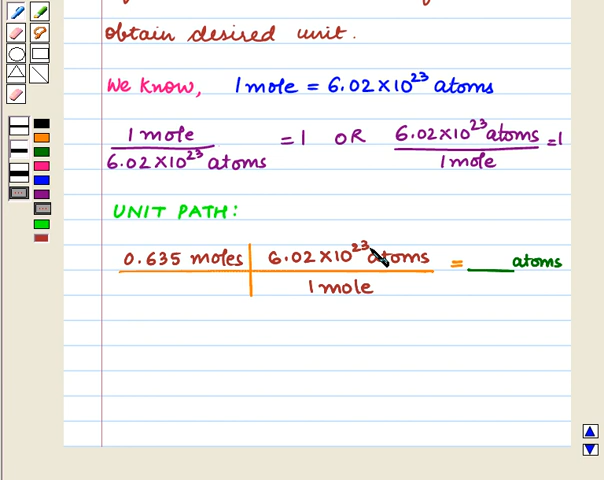 obtain desired unit.
We know, 1 mole = 6.02×10²³ atoms
1 mole / 6.02×10²³ atoms = 1 OR 6.02×10²³ atoms / 1 mole = 1
UNIT PATH:
0.635 moles | 6.02×10²³ atoms = ____ atoms
1 mole